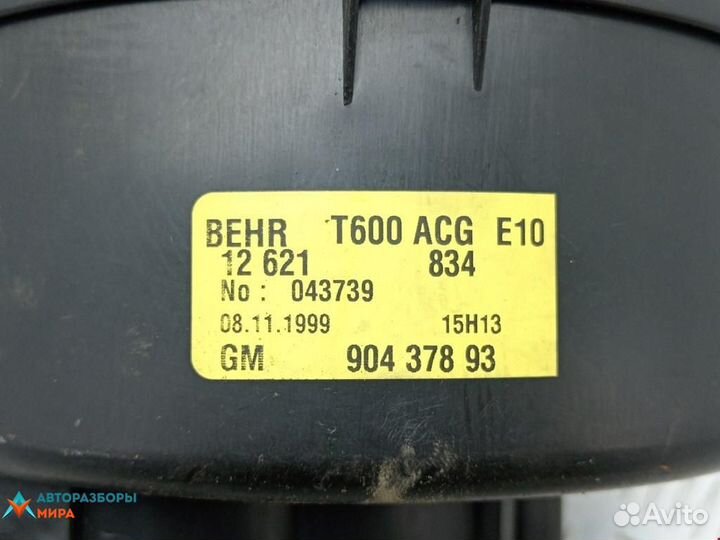 BEHR T600 ACG E10
12 621 834
No : 043739
08.11.1999 15H13
GM 904 378 93
АВТОРАЗБОРЫ
МИРА
Avito